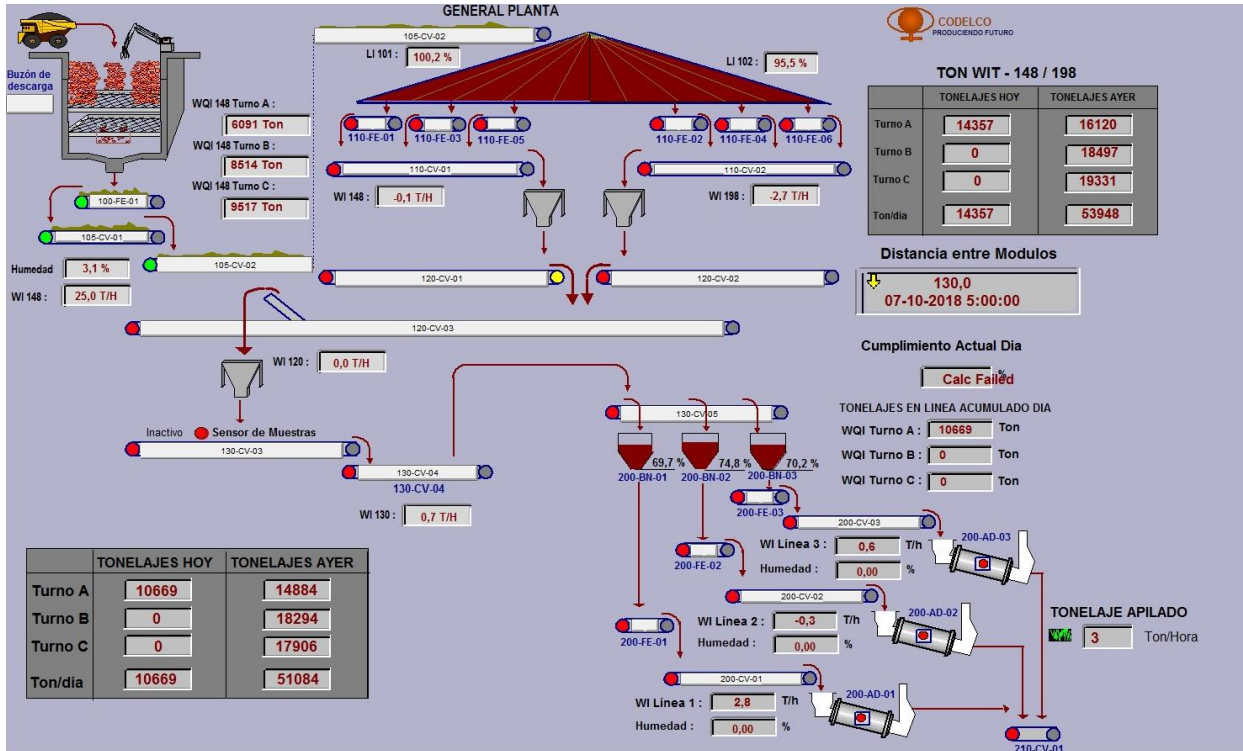 GENERAL PLANTA
CODELCO
PRODUCIENDO FUTURO
105-CV-02
LI 101 : 100,2 %
LI 102 : 95,5 %
Buzón de
descarga
WQI 148 Turno A :
6091 Ton
WQI 148 Turno B :
8514 Ton
WQI 148 Turno C :
9517 Ton
TON WIT - 148 / 198
TONELAJES HOY TONELAJES AYER
Turno A 14357 16120
Turno B 0 18497
Turno C 0 19331
Ton/dia 14357 53948
110-FE-01 110-FE-03 110-FE-05 110-FE-02 110-FE-04 110-FE-06
110-CV-01 110-CV-02
WI 148 : -0,1 T/H
WI 198 : -2,7 T/H
100-FE-01
105-CV-01
105-CV-02
Humedad 3,1 %
WI 148 : 25,0 T/H
120-CV-01 120-CV-02
120-CV-03
Distancia entre Modulos
130,0
07-10-2018 5:00:00
WI 120 : 0,0 T/H
Cumplimiento Actual Dia
Calc Failed %
TONELAJES EN LINEA ACUMULADO DIA
WQI Turno A : 10669 Ton
WQI Turno B : 0 Ton
WQI Turno C : 0 Ton
Inactivo Sensor de Muestras
130-CV-03
130-CV-04
130-CV-04
WI 130 : 0,7 T/H
130-CV-05
69,7 % 74,8 % 70,2 %
200-BN-01 200-BN-02 200-BN-03
200-FE-03
200-CV-03
WI Línea 3 : 0,6 T/h
Humedad : 0,00 %
200-AD-03
200-FE-02
200-CV-02
WI Línea 2 : -0,3 T/h
Humedad : 0,00 %
200-AD-02
200-FE-01
200-CV-01
WI Línea 1 : 2,8 T/h
Humedad : 0,00 %
200-AD-01
210-CV-01
TONELAJE APILADO
3 Ton/Hora
TONELAJES HOY TONELAJES AYER
Turno A 10669 14884
Turno B 0 18294
Turno C 0 17906
Ton/dia 10669 51084